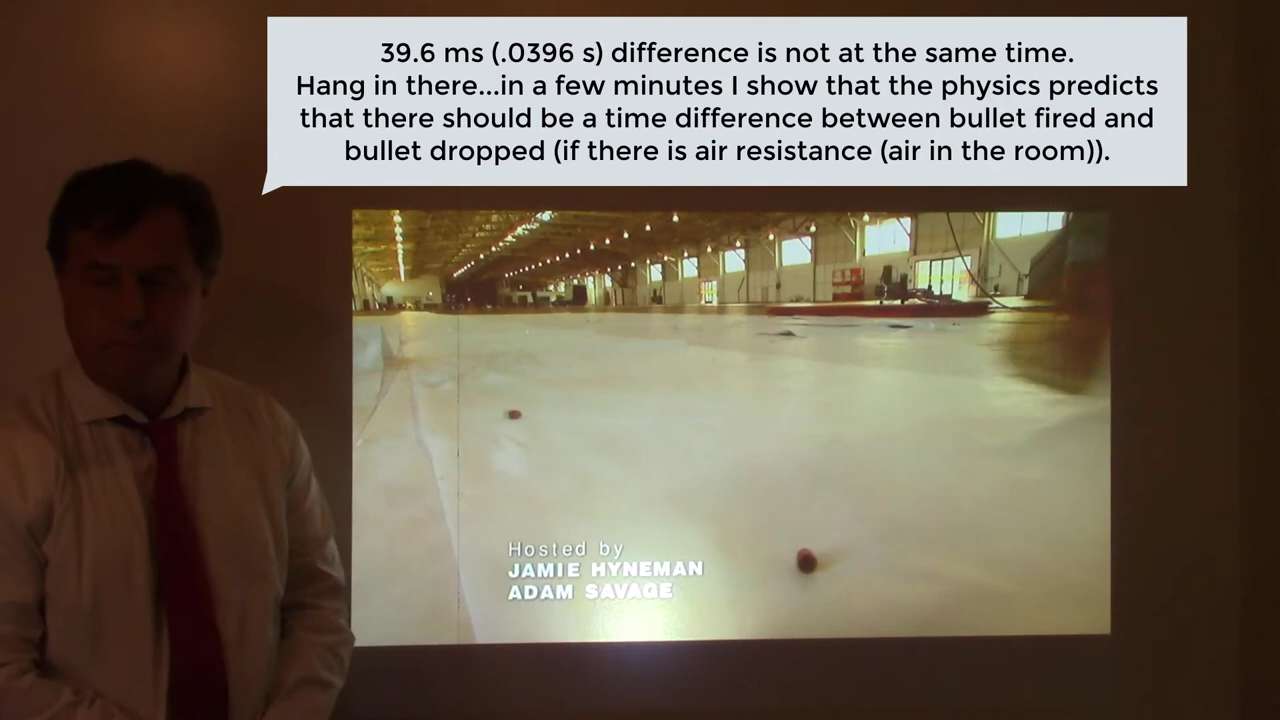 39.6 ms (.0396 s) difference is not at the same time.
Hang in there...in a few minutes I show that the physics predicts
that there should be a time difference between bullet fired and
bullet dropped (if there is air resistance (air in the room)).
Hosted by
JAMIE HYNEMAN
ADAM SAVAGE